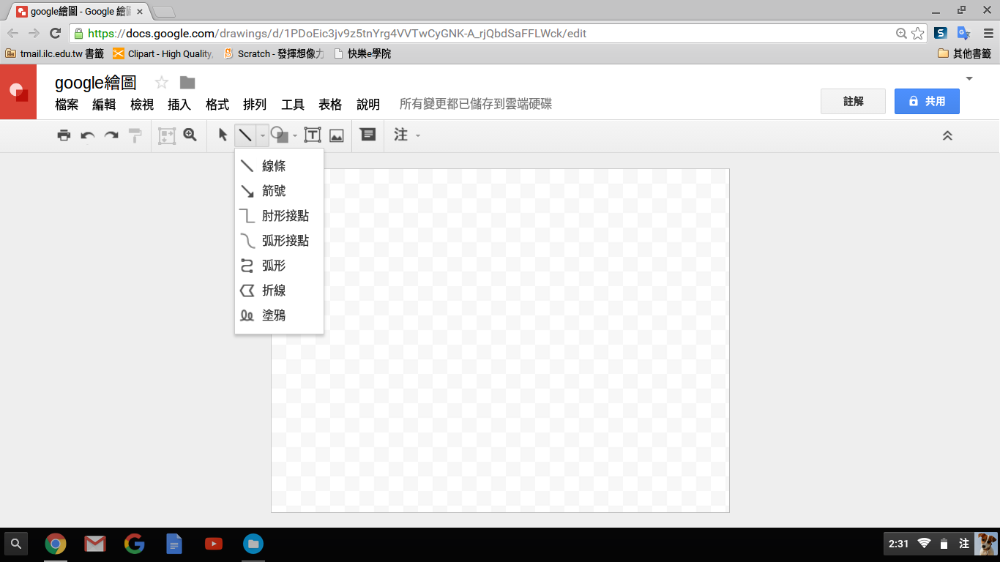 google繪圖 - Google 繪圖
https://docs.google.com/drawings/d/1PDoEic3jv9z5tnYrg4VVTwCyGNK-A_rjQbdSaFFLWck/edit
tmail.ilc.edu.tw 書籤 Clipart - High Quality, Scratch - 發揮想像力 快樂e學院 其他書籤
google繪圖
檔案 編輯 檢視 插入 格式 排列 工具 表格 說明 所有變更都已儲存到雲端硬碟
註解 共用
T 注
線條
箭號
肘形接點
弧形接點
弧形
折線
塗鴉
2:31 注